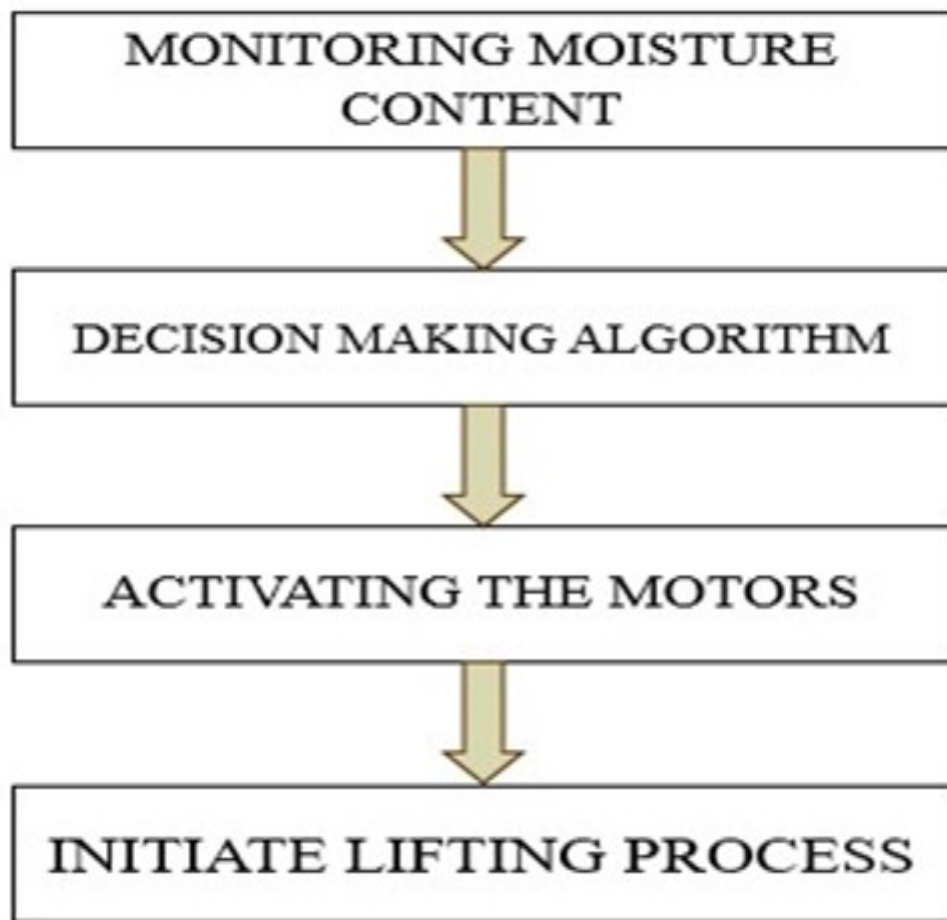 MONITORING MOISTURE
CONTENT
DECISION MAKING ALGORITHM
ACTIVATING THE MOTORS
INITIATE LIFTING PROCESS